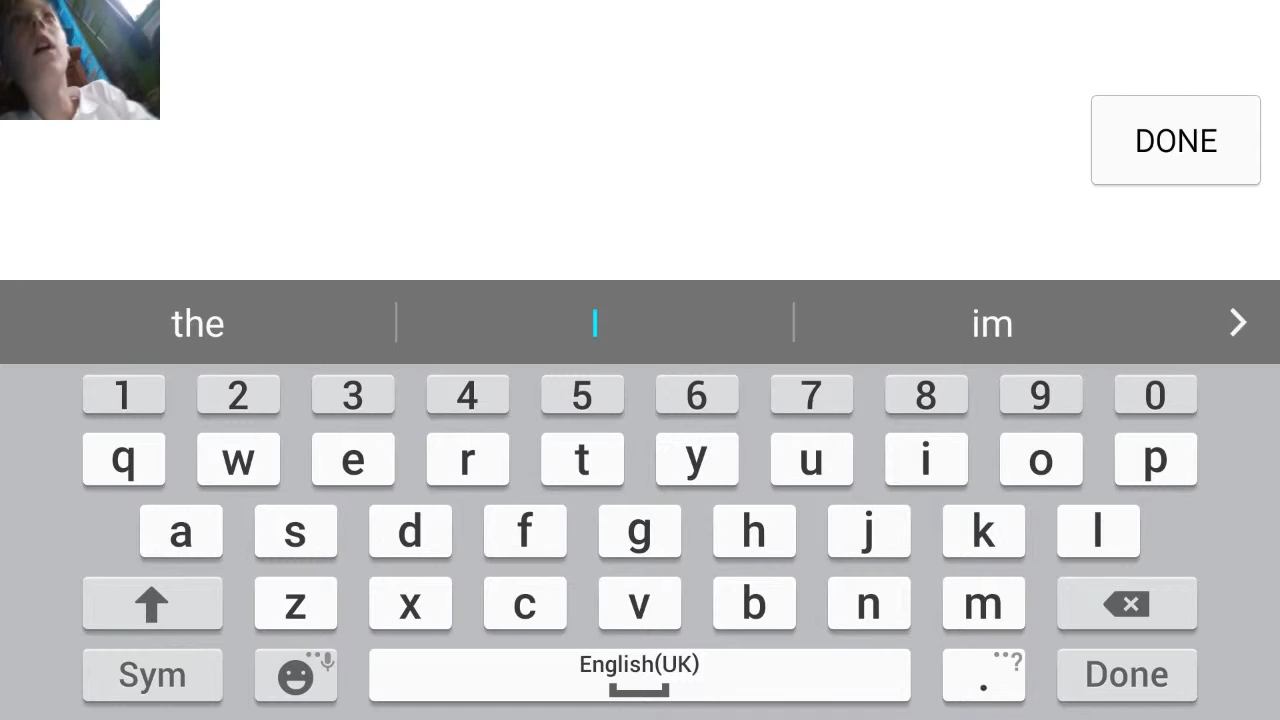 DONE
the I im
1 2 3 4 5 6 7 8 9 0
q w e r t y u i o p
a s d f g h j k l
z x c v b n m
Sym English(UK) . ? Done